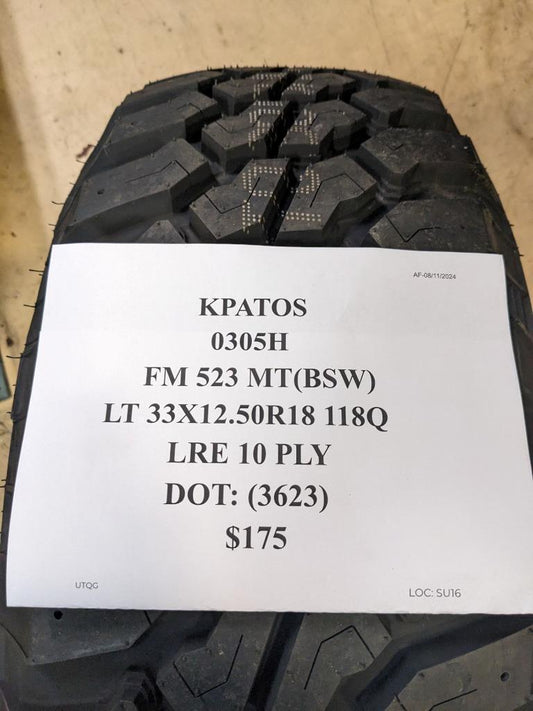 AF-08/11/2024
KPATOS
0305H
FM 523 MT(BSW)
LT 33X12.50R18 118Q
LRE 10 PLY
DOT: (3623)
$175
UTQG
LOC: SU16